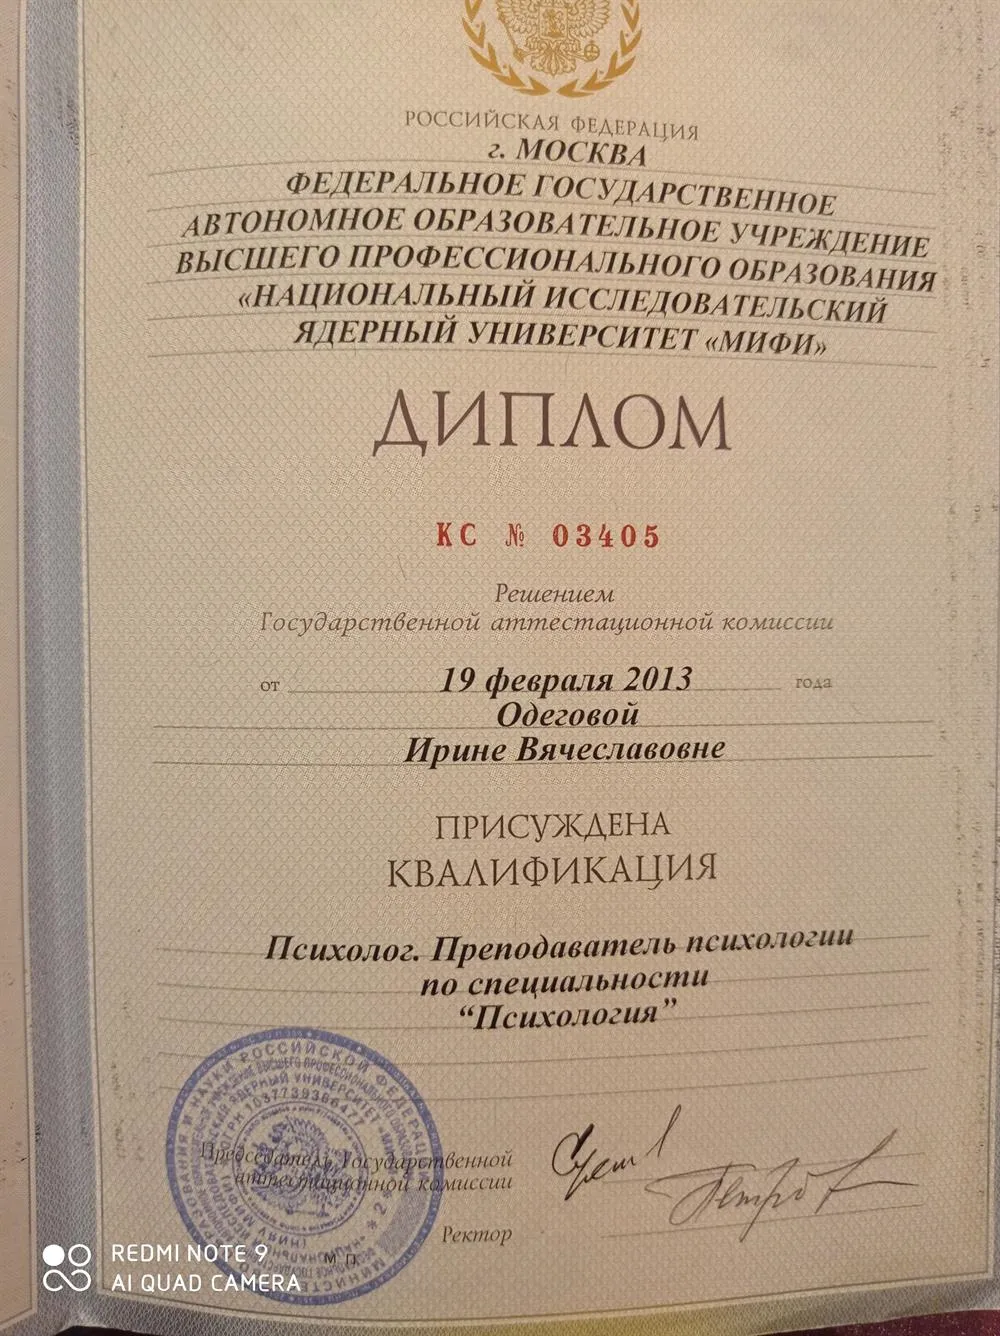 РОССИЙСКАЯ ФЕДЕРАЦИЯ
г. МОСКВА
ФЕДЕРАЛЬНОЕ ГОСУДАРСТВЕННОЕ
АВТОНОМНОЕ ОБРАЗОВАТЕЛЬНОЕ УЧРЕЖДЕНИЕ
ВЫСШЕГО ПРОФЕССИОНАЛЬНОГО ОБРАЗОВАНИЯ
«НАЦИОНАЛЬНЫЙ ИССЛЕДОВАТЕЛЬСКИЙ
ЯДЕРНЫЙ УНИВЕРСИТЕТ «МИФИ»
ДИПЛОМ
КС № 03405
Решением
Государственной аттестационной комиссии
от 19 февраля 2013 года
Одеговой
Ирине Вячеславовне
ПРИСУЖДЕНА
КВАЛИФИКАЦИЯ
Психолог. Преподаватель психологии
по специальности
“Психология”
Председатель Государственной
аттестационной комиссии
Ректор
М.П.
REDMI NOTE 9
AI QUAD CAMERA